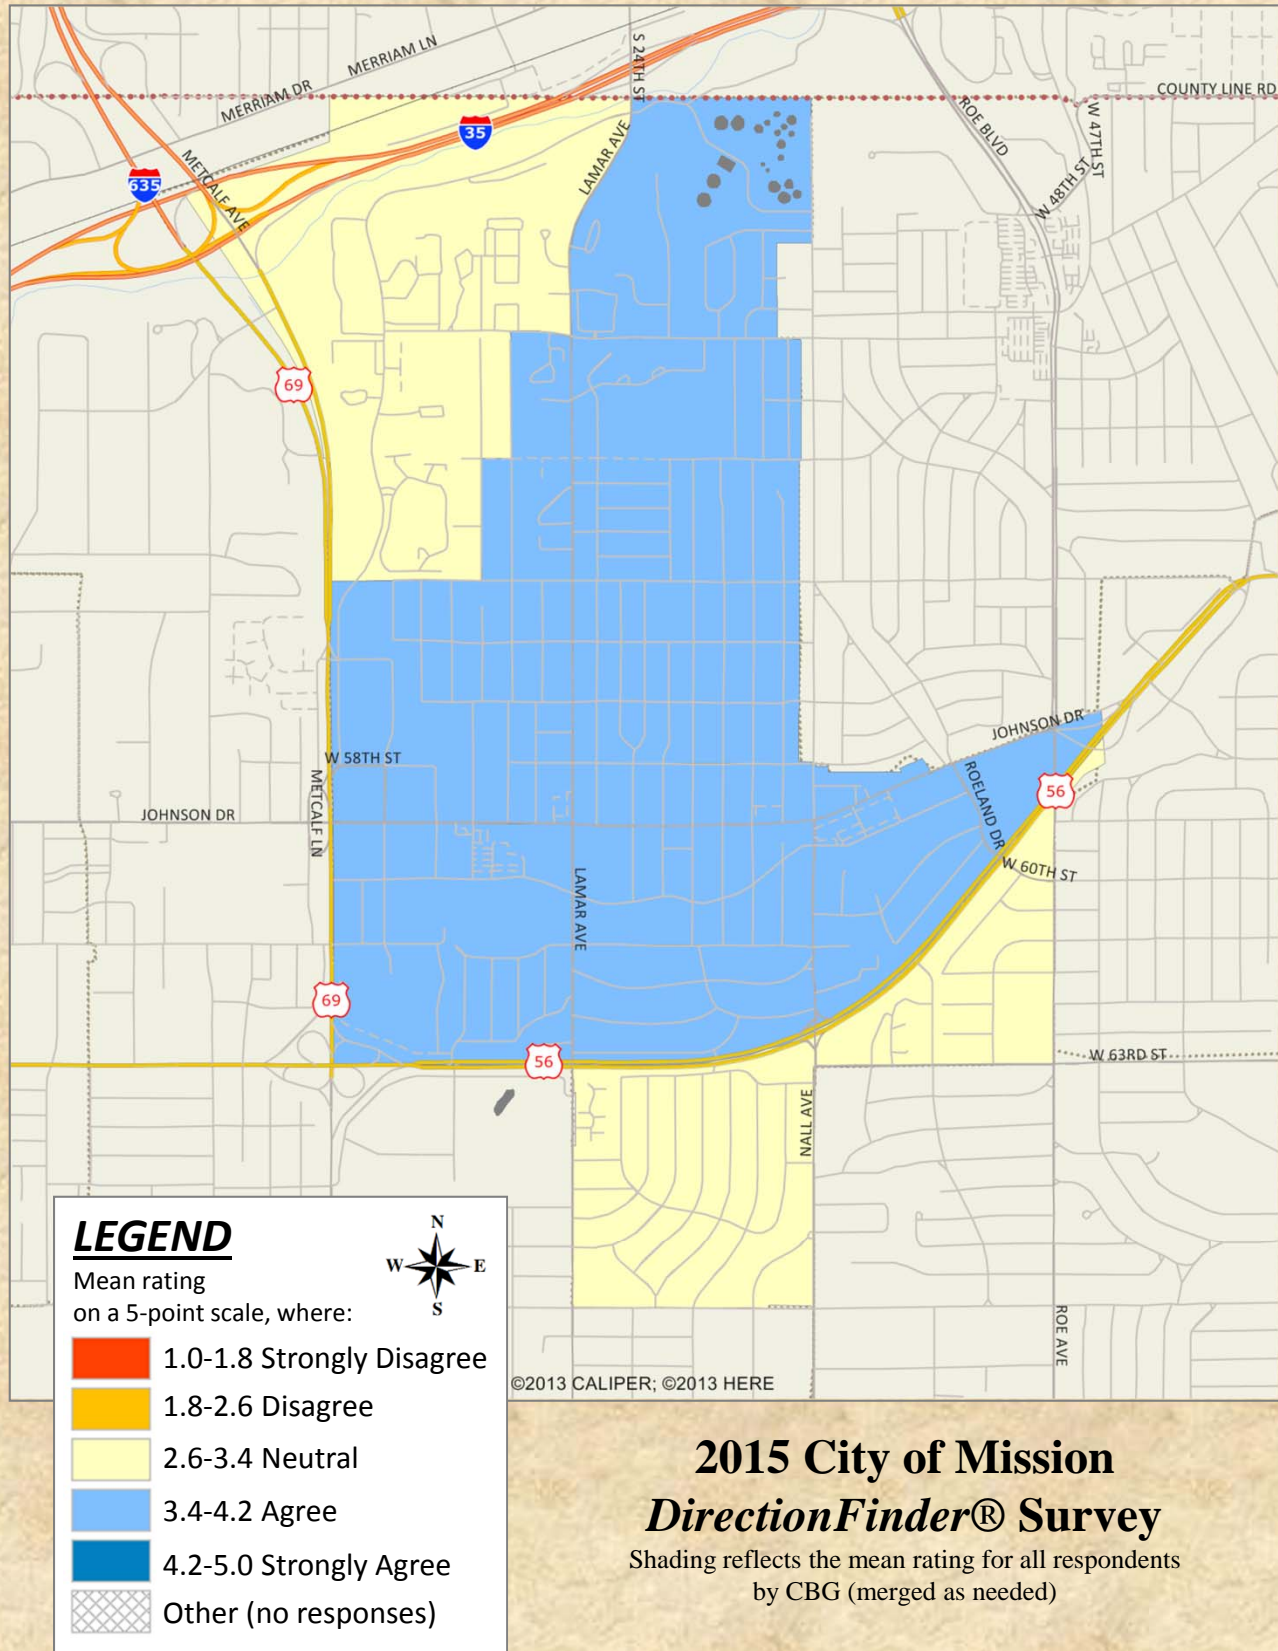 MERRIAM LN
MERRIAM DR
S 24TH ST
COUNTY LINE RD
35
635
METCALF AVE
LAMAR AVE
ROE BLVD
W 47TH ST
W 48TH ST
69
JOHNSON DR
W 58TH ST
METCALF LN
JOHNSON DR
ROELAND DR
56
W 60TH ST
LAMAR AVE
69
56
W 63RD ST
NALL AVE
ROE AVE
LEGEND
Mean rating
on a 5-point scale, where:
N
W E
S
1.0-1.8 Strongly Disagree
1.8-2.6 Disagree
2.6-3.4 Neutral
3.4-4.2 Agree
4.2-5.0 Strongly Agree
Other (no responses)
©2013 CALIPER; ©2013 HERE
2015 City of Mission
DirectionFinder® Survey
Shading reflects the mean rating for all respondents
by CBG (merged as needed)